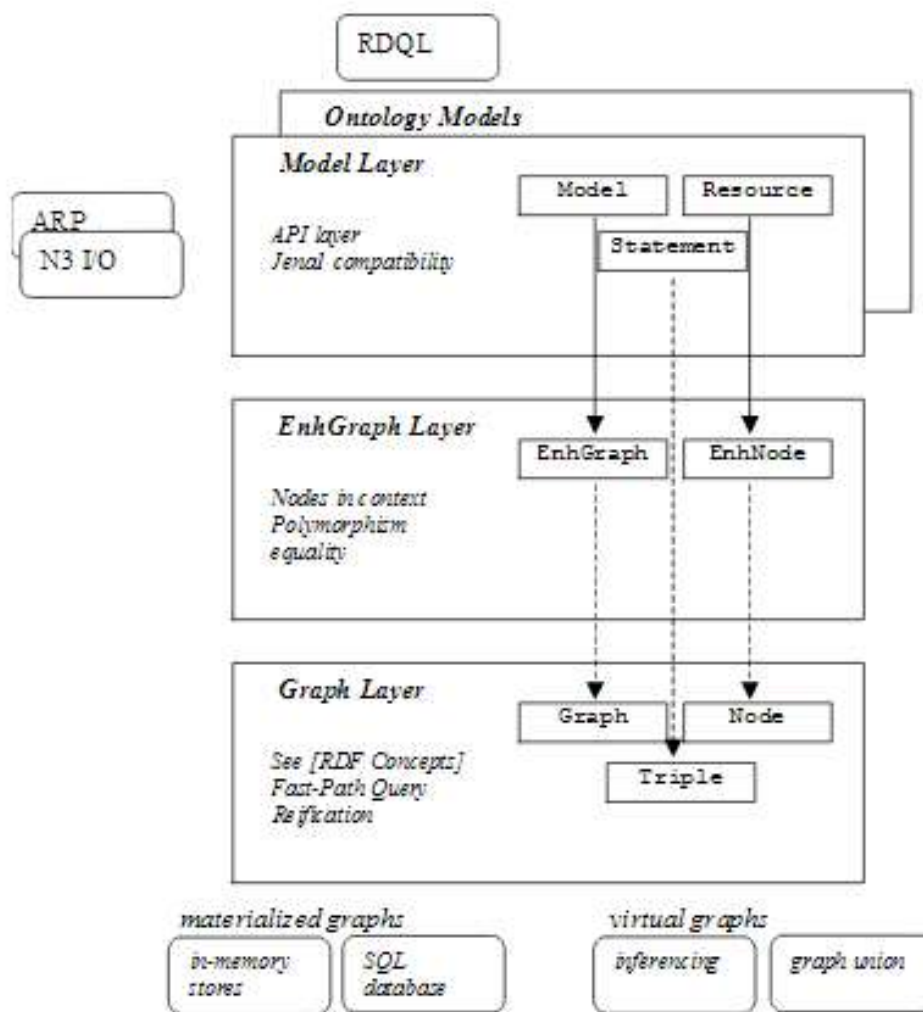 RDQL
Ontology Models
Model Layer
Model
Resource
ARP
N3 I/O
API layer
Jena1 compatibility
Statement
EnhGraph Layer
EnhGraph
EnhNode
Nodes in context
Polymorphism
equality
Graph Layer
Graph
Node
See [RDF Concepts]
Fast-Path Query
Reification
Triple
materialized graphs
virtual graphs
in-memory
stores
SQL
database
inferencing
graph union